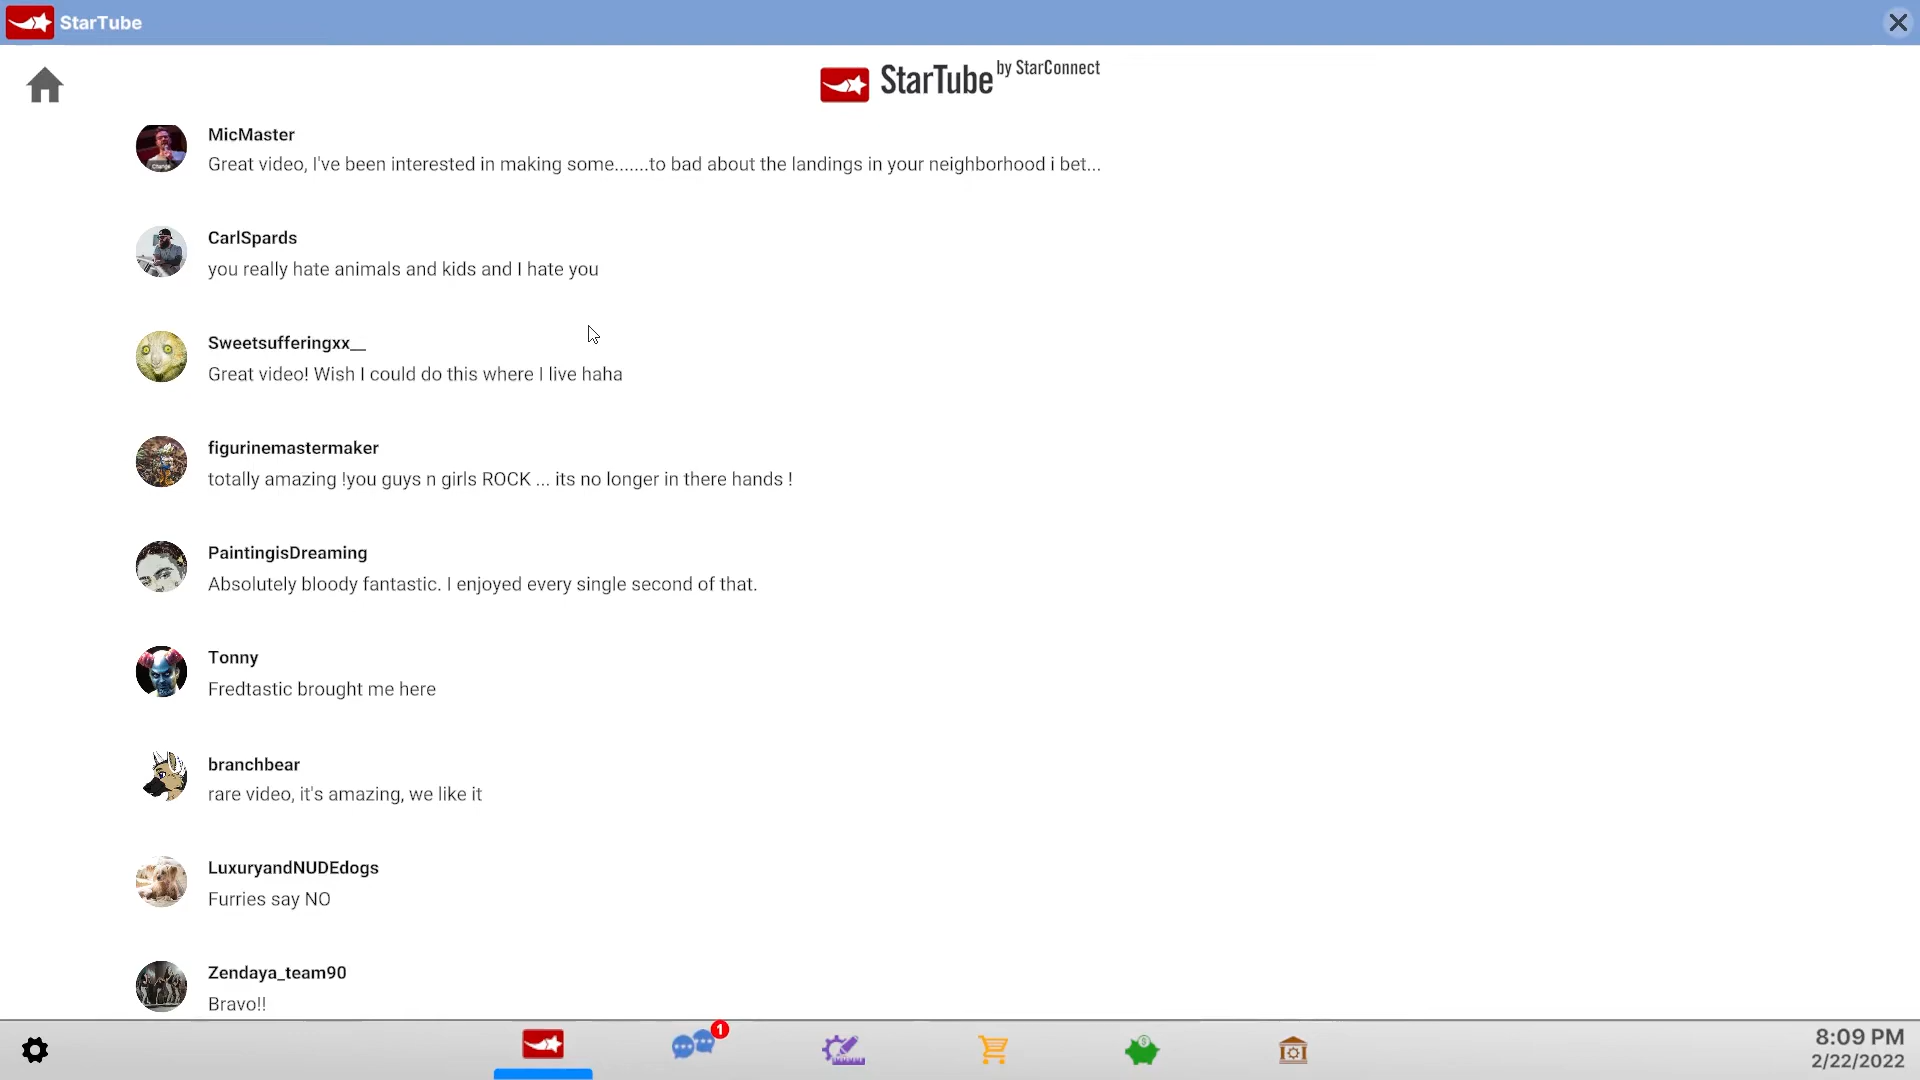 StarTube
StarTube by StarConnect
MicMaster
Great video, I've been interested in making some.......to bad about the landings in your neighborhood i bet...
CarlSpards
you really hate animals and kids and I hate you
Sweetsufferingxx__
Great video! Wish I could do this where I live haha
figurinemastermaker
totally amazing !you guys n girls ROCK ... its no longer in there hands !
PaintingisDreaming
Absolutely bloody fantastic. I enjoyed every single second of that.
Tonny
Fredtastic brought me here
branchbear
rare video, it's amazing, we like it
LuxuryandNUDEdogs
Furries say NO
Zendaya_team90
Bravo!!
1
8:09 PM
2/22/2022